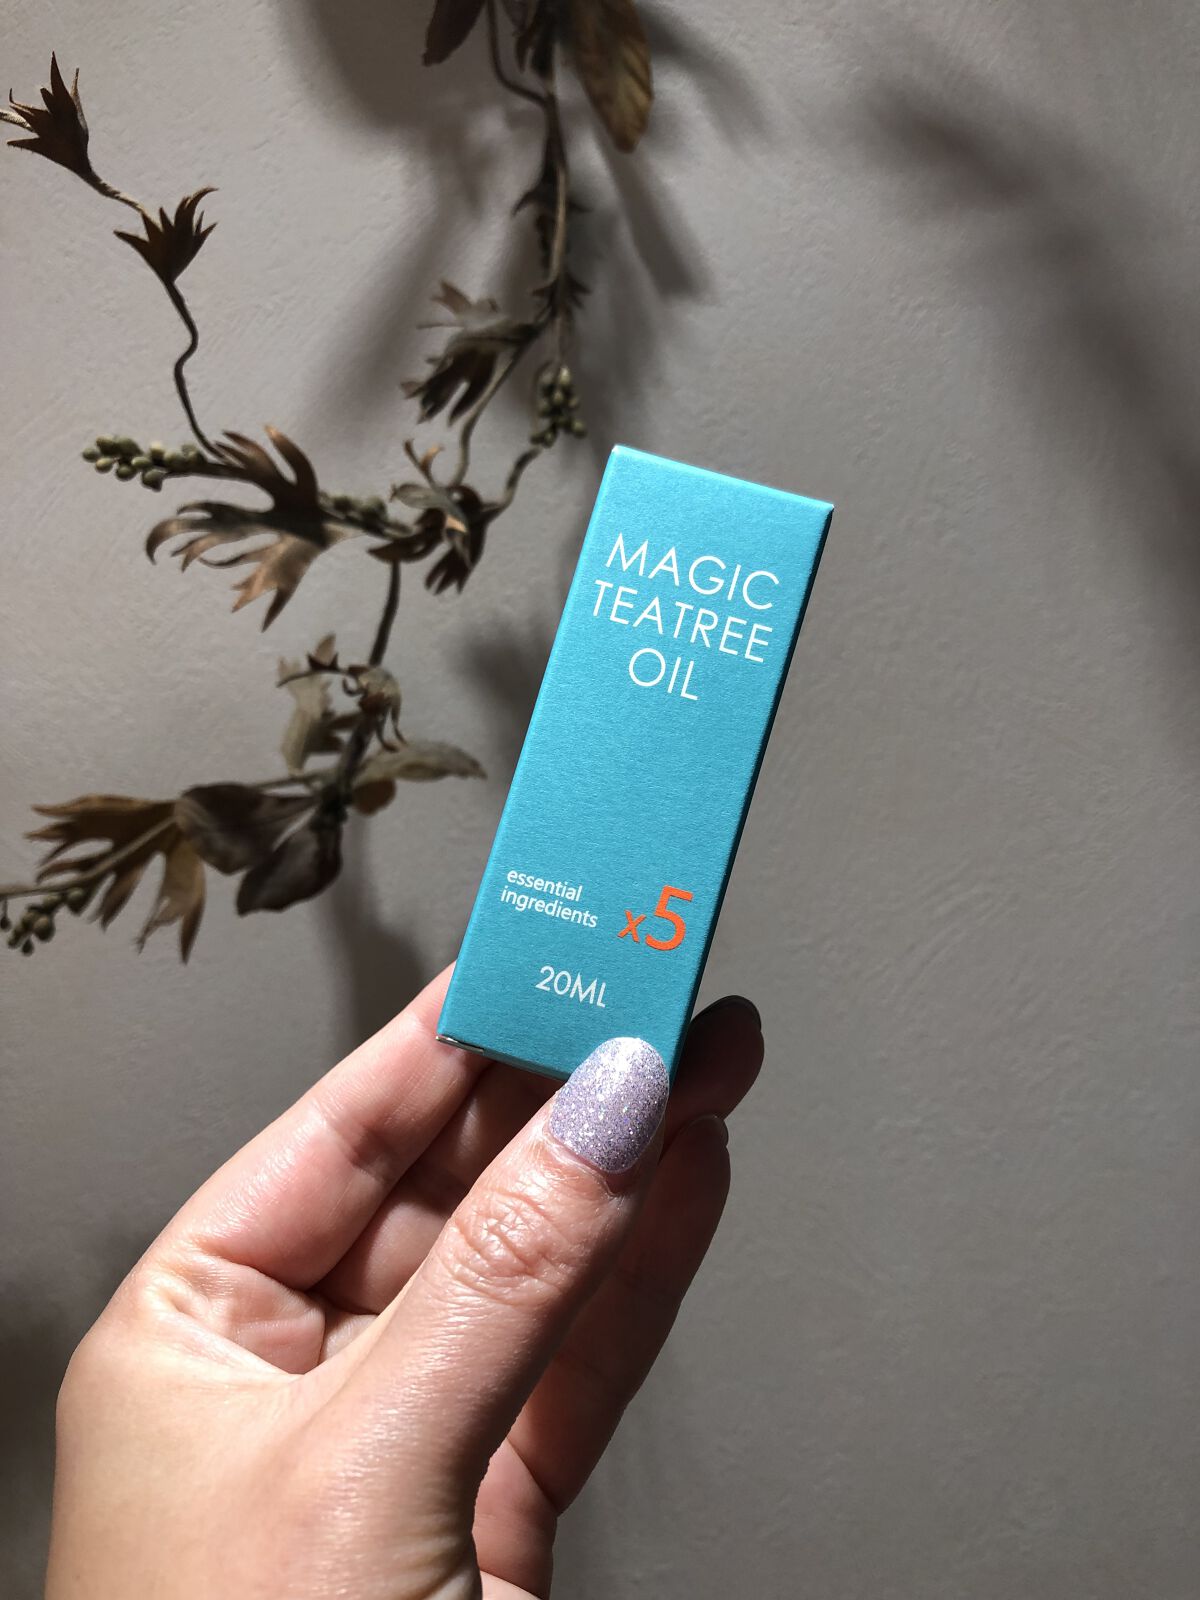 MAGIC
TEATREE
OIL
essential
ingredients
x5
20ML